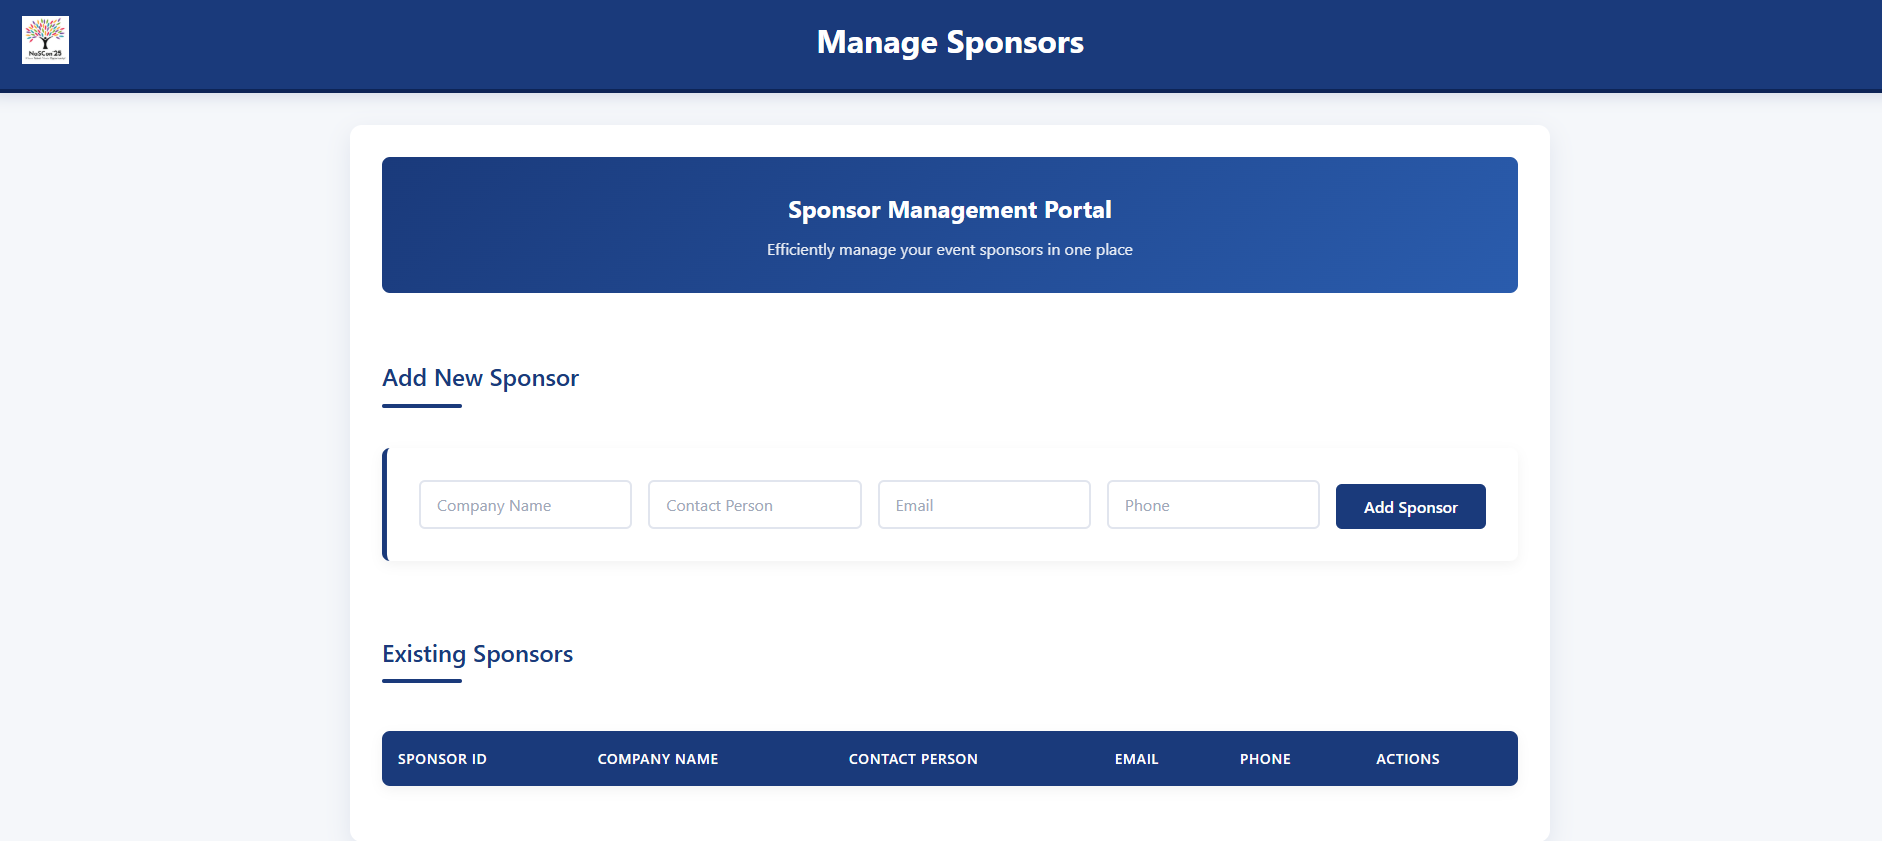 NaSCon'25
Manage Sponsors
Sponsor Management Portal
Efficiently manage your event sponsors in one place
Add New Sponsor
Company Name
Contact Person
Email
Phone
Add Sponsor
Existing Sponsors
SPONSOR ID
COMPANY NAME
CONTACT PERSON
EMAIL
PHONE
ACTIONS